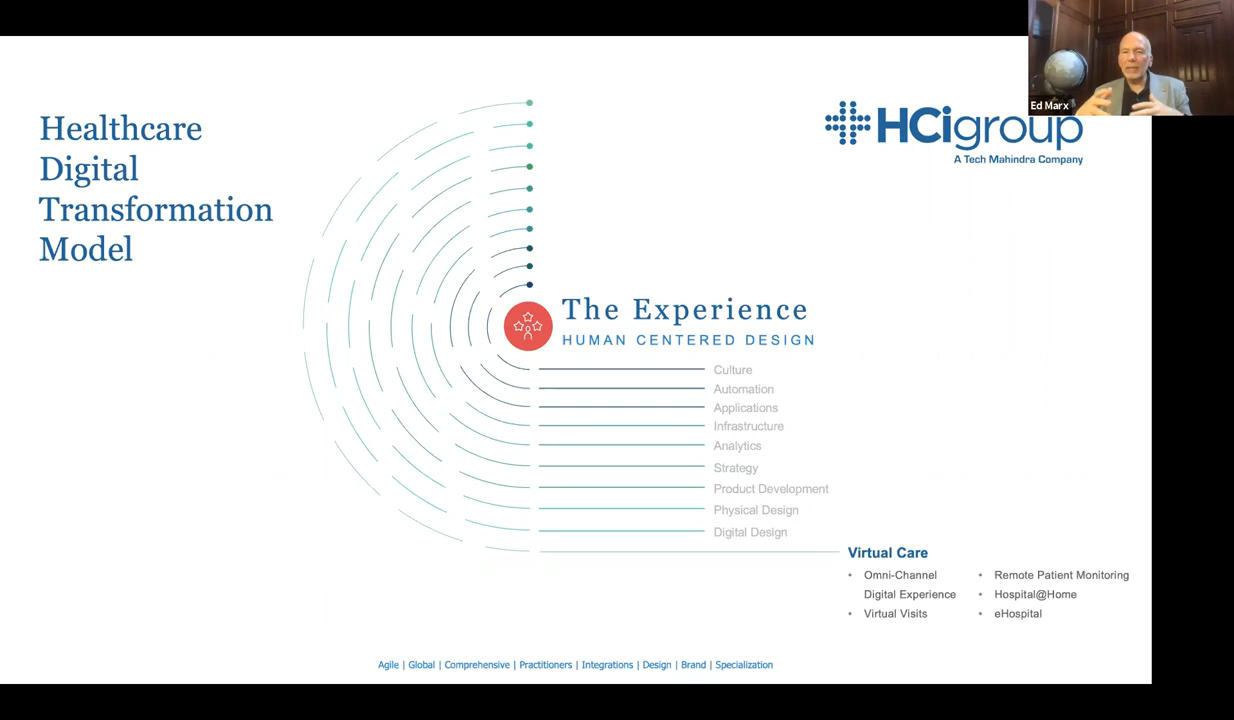 Healthcare
Digital
Transformation
Model
Ed Marx
HCigroup
A Tech Mahindra Company
The Experience
HUMAN CENTERED DESIGN
Culture
Automation
Applications
Infrastructure
Analytics
Strategy
Product Development
Physical Design
Digital Design
Virtual Care
• Omni-Channel
Digital Experience
• Virtual Visits
• Remote Patient Monitoring
• Hospital@Home
• eHospital
Agile | Global | Comprehensive | Practitioners | Integrations | Design | Brand | Specialization